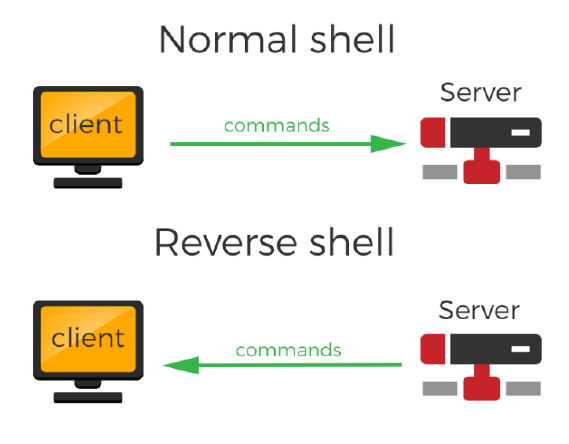 Normal shell
client
commands
Server
Reverse shell
client
commands
Server